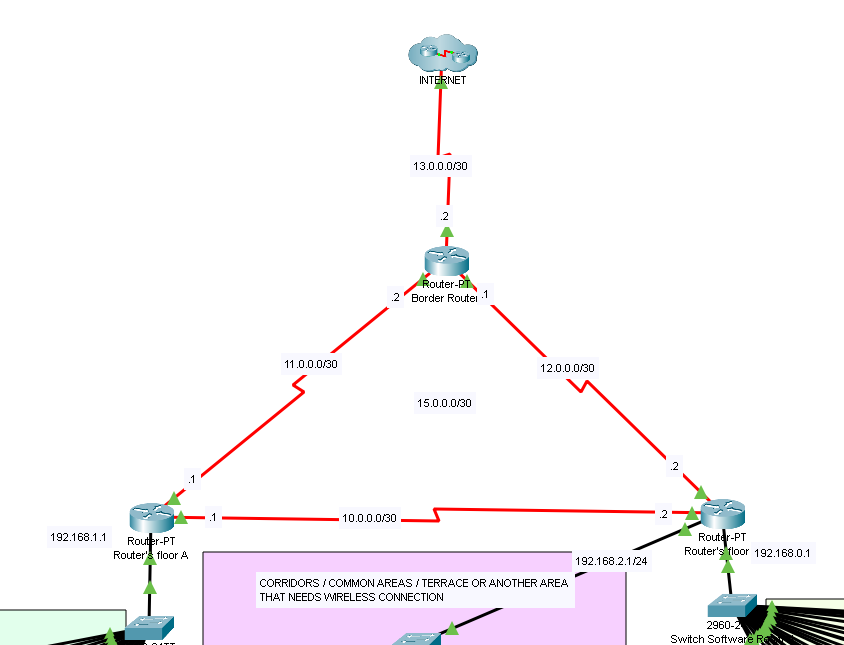 INTERNET
13.0.0.0/30
.2
Router-PT
Border Router
.2
.1
11.0.0.0/30
12.0.0.0/30
15.0.0.0/30
.1
.2
.1
10.0.0.0/30
.2
192.168.1.1
Router-PT
Router's floor A
Router-PT
Router's floor
192.168.2.1/24
192.168.0.1
CORRIDORS / COMMON AREAS / TERRACE OR ANOTHER AREA
THAT NEEDS WIRELESS CONNECTION
2960-2
Switch Software